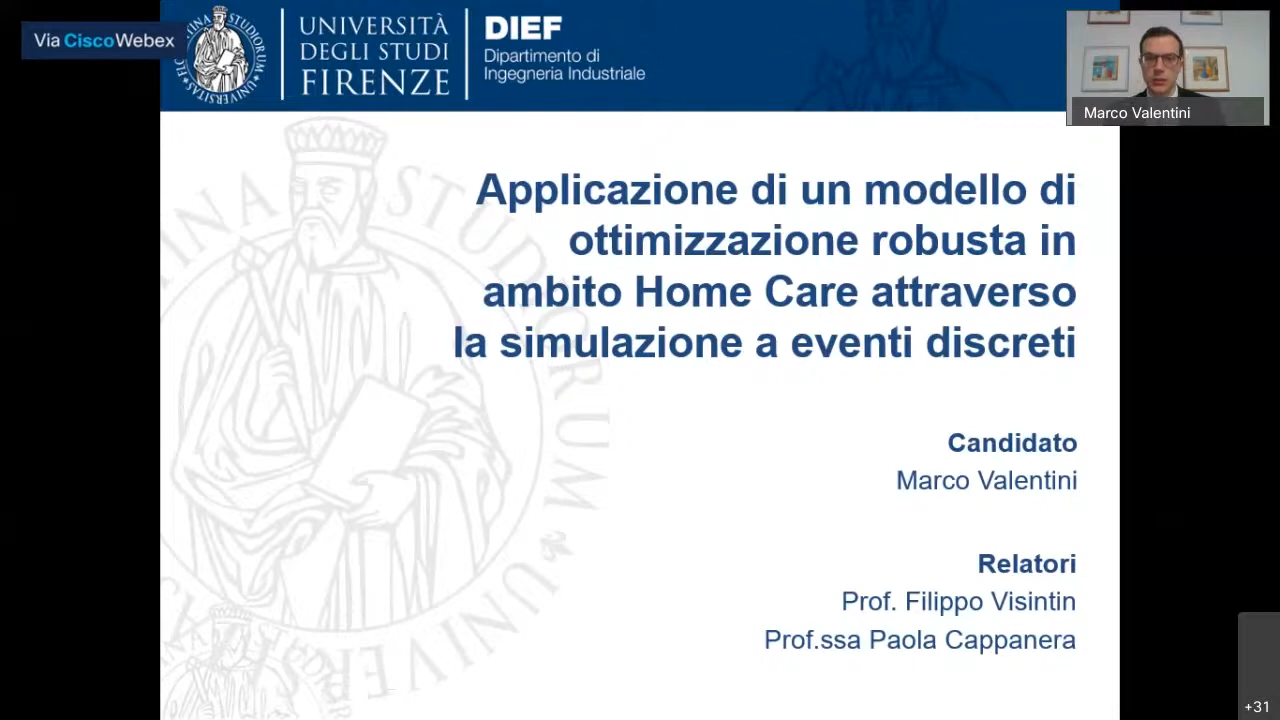 Via Cisco Webex
UNIVERSITÀ
DEGLI STUDI
FIRENZE
DIEF
Dipartimento di
Ingegneria Industriale
Marco Valentini
Applicazione di un modello di
ottimizzazione robusta in
ambito Home Care attraverso
la simulazione a eventi discreti
Candidato
Marco Valentini
Relatori
Prof. Filippo Visintin
Prof.ssa Paola Cappanera
+31